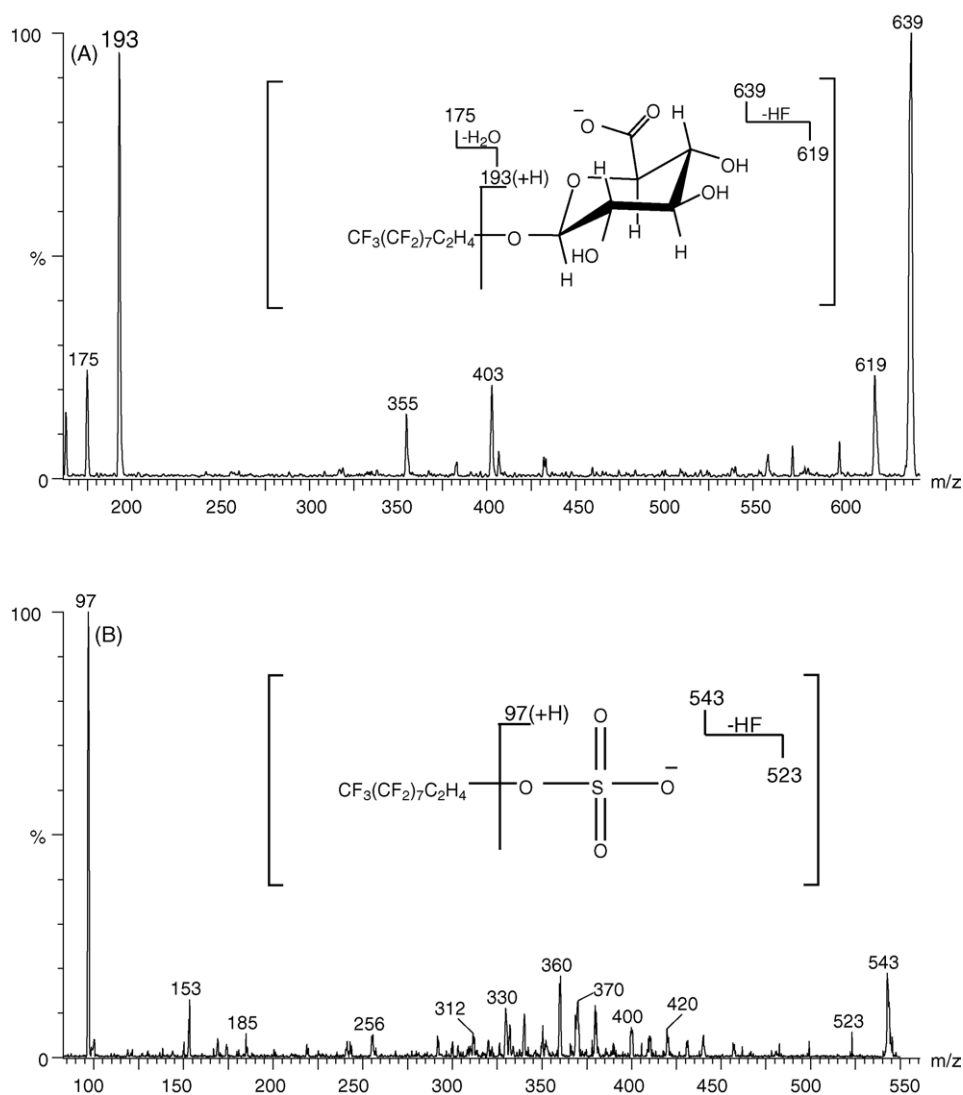 (A)
100
%
0
193
639
175
355
403
619
175
-H₂O
193(+H)
CF₃(CF₂)₇C₂H₄
O
H
HO
O
H
O
−
O
H
H
H
OH
OH
H
639
-HF
619
200
250
300
350
400
450
500
550
600
m/z
(B)
100
%
0
97
153
185
256
312
330
360
370
400
420
523
543
97(+H)
CF₃(CF₂)₇C₂H₄
O
S
O
O
O
−
543
-HF
523
100
150
200
250
300
350
400
450
500
550
m/z